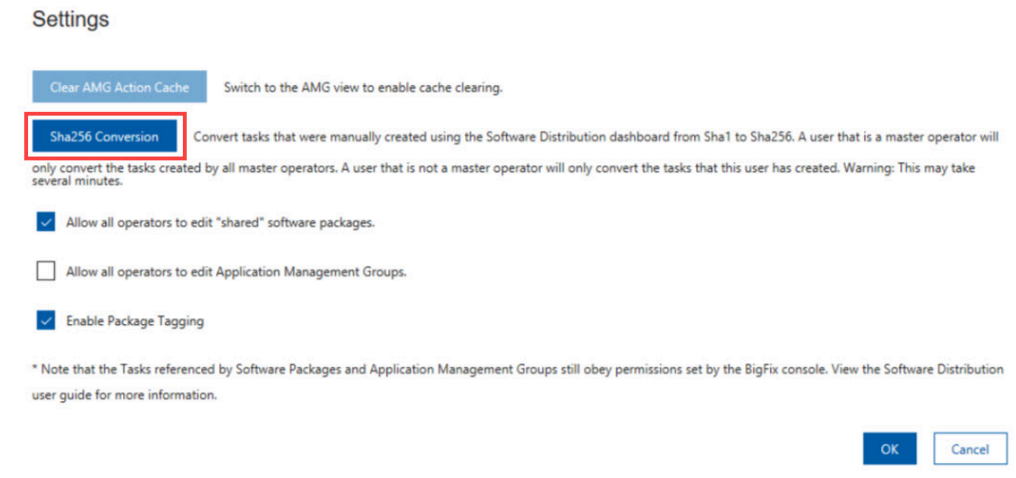 Settings
Clear AMG Action Cache Switch to the AMG view to enable cache clearing.
Sha256 Conversion Convert tasks that were manually created using the Software Distribution dashboard from Sha1 to Sha256. A user that is a master operator will
only convert the tasks created by all master operators. A user that is not a master operator will only convert the tasks that this user has created. Warning: This may take
several minutes.
Allow all operators to edit "shared" software packages.
Allow all operators to edit Application Management Groups.
Enable Package Tagging
* Note that the Tasks referenced by Software Packages and Application Management Groups still obey permissions set by the BigFix console. View the Software Distribution
user guide for more information.
OK Cancel